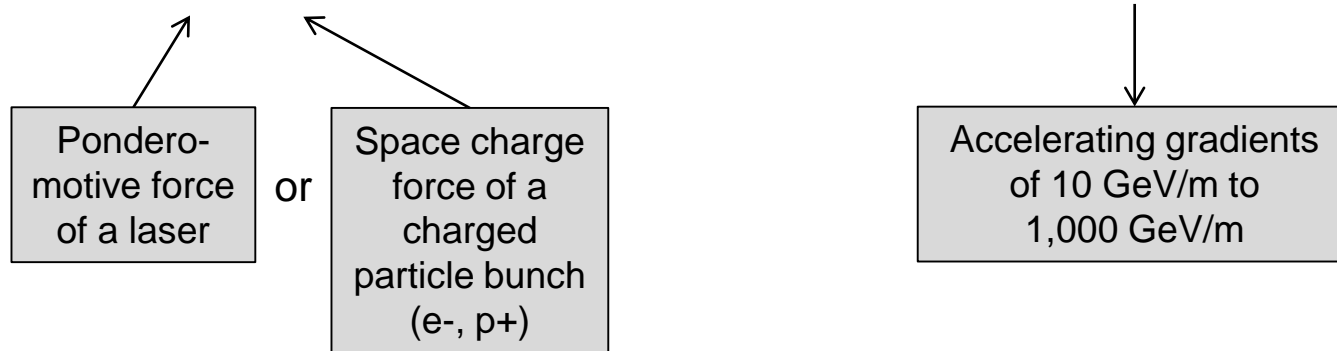 Pondero-
motive force
of a laser
or
Space charge
force of a
charged
particle bunch
(e-, p+)
Accelerating gradients
of 10 GeV/m to
1,000 GeV/m